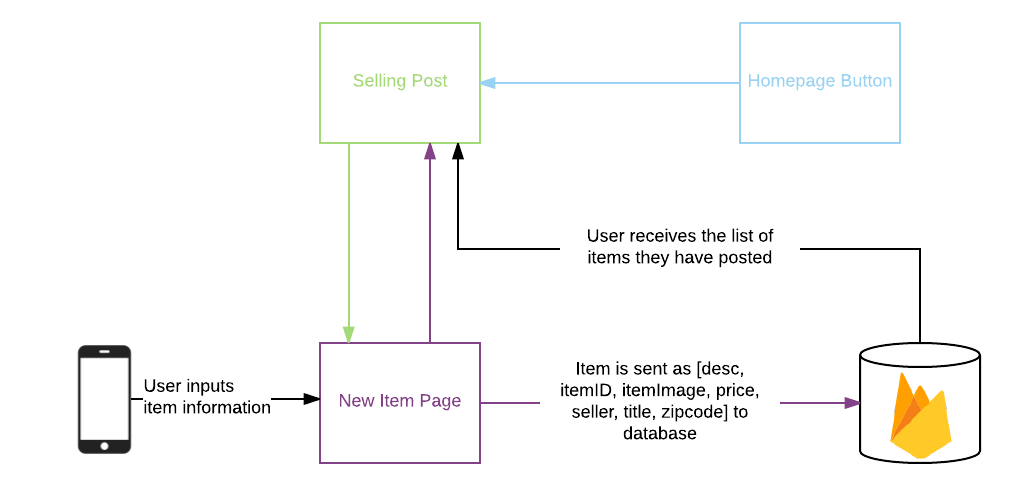 Selling Post
Homepage Button
User receives the list of
items they have posted
User inputs
item information
New Item Page
Item is sent as [desc,
itemID, itemImage, price,
seller, title, zipcode] to
database